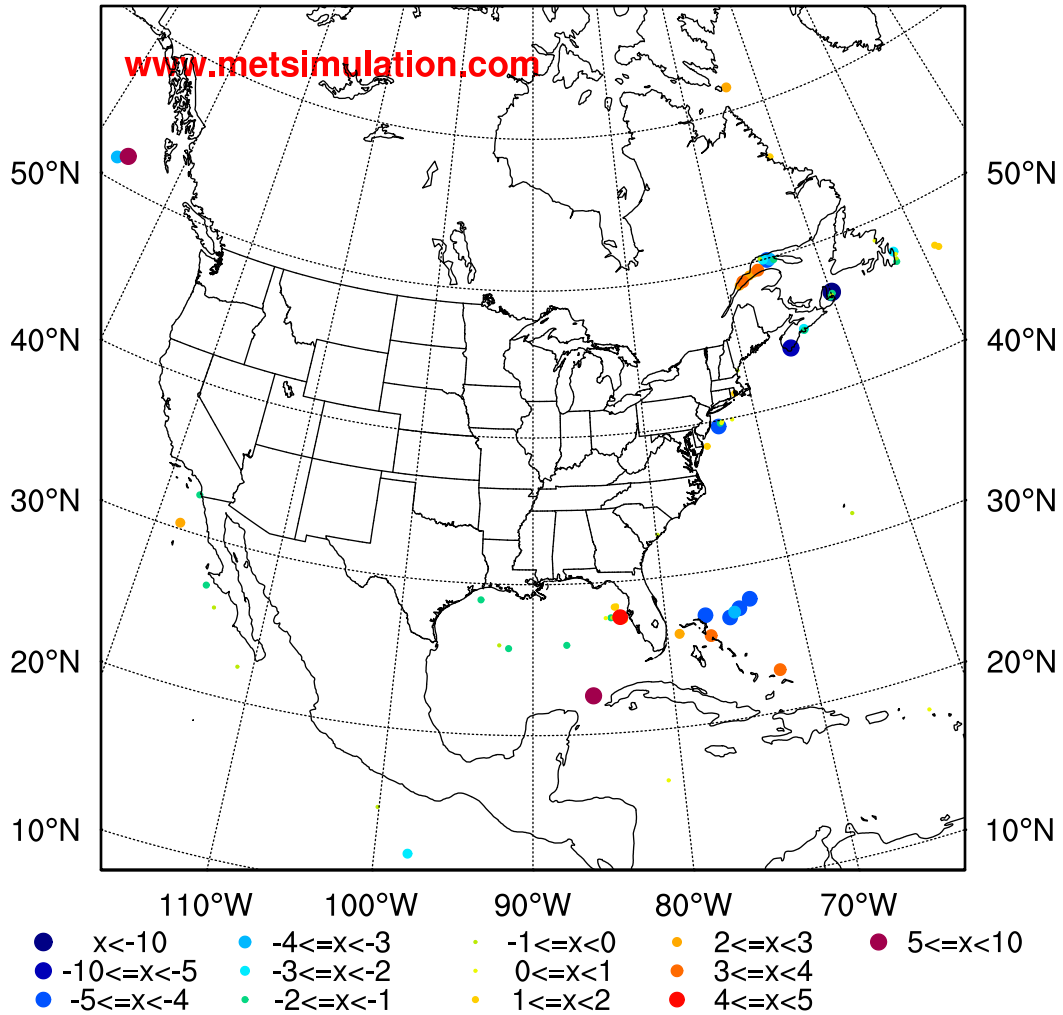 www.metsimulation.com
50°N 50°N
40°N 40°N
30°N 30°N
20°N 20°N
10°N 10°N
110°W 100°W 90°W 80°W 70°W
x<-10 -4<=x<-3 -1<=x<0 2<=x<3 5<=x<10
-10<=x<-5 -3<=x<-2 0<=x<1 3<=x<4
-5<=x<-4 -2<=x<-1 1<=x<2 4<=x<5